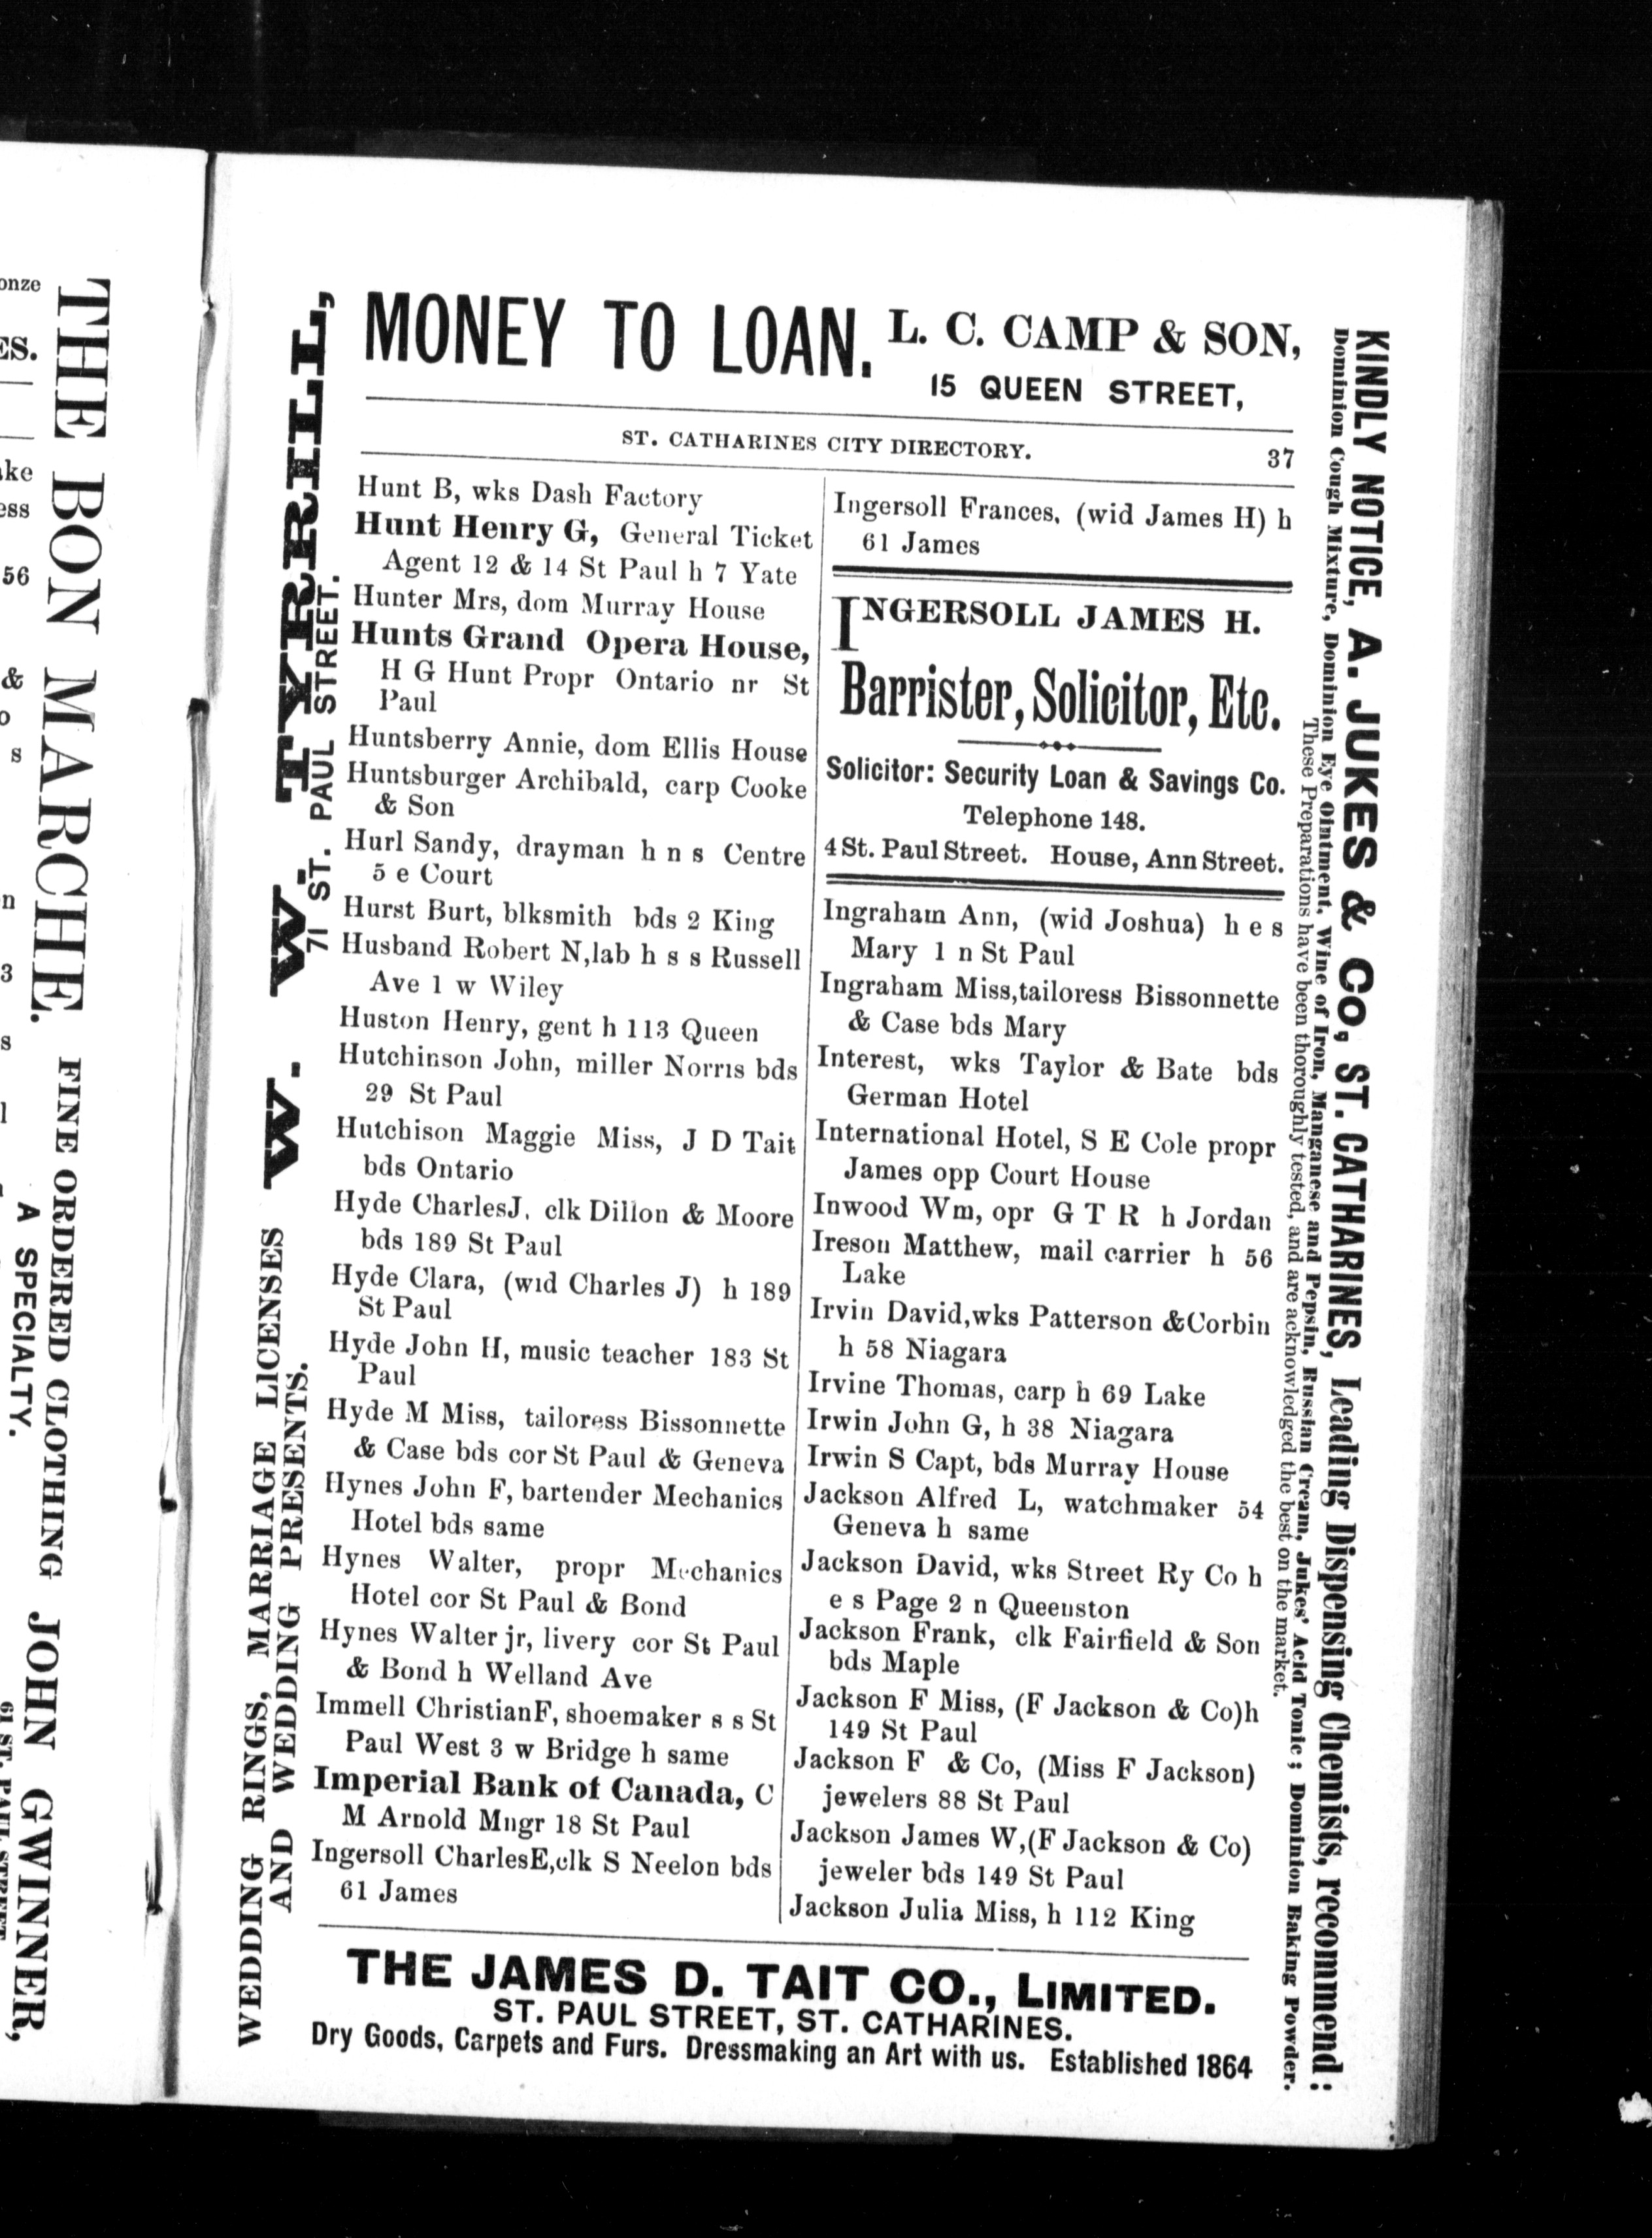 onze
ES.
ake
ess
56
&
o
s
n
3
s
l
THE BON MARCHE. FINE ORDERED CLOTHING JOHN GWINNER,
A SPECIALTY. 61 ST. PAUL STREET
W. W. TYRRILL,
71 ST. PAUL STREET.
WEDDING RINGS, MARRIAGE LICENSES
AND WEDDING PRESENTS.
MONEY TO LOAN. L. C. CAMP & SON,
15 QUEEN STREET,
ST. CATHARINES CITY DIRECTORY. 37
Hunt B, wks Dash Factory
Hunt Henry G, General Ticket
Agent 12 & 14 St Paul h 7 Yate
Hunter Mrs, dom Murray House
Hunts Grand Opera House,
H G Hunt Propr Ontario nr St
Paul
Huntsberry Annie, dom Ellis House
Huntsburger Archibald, carp Cooke
& Son
Hurl Sandy, drayman h n s Centre
5 e Court
Hurst Burt, blksmith bds 2 King
Husband Robert N,lab h s s Russell
Ave 1 w Wiley
Huston Henry, gent h 113 Queen
Hutchinson John, miller Norris bds
29 St Paul
Hutchison Maggie Miss, J D Tait
bds Ontario
Hyde CharlesJ, clk Dillon & Moore
bds 189 St Paul
Hyde Clara, (wid Charles J) h 189
St Paul
Hyde John H, music teacher 183 St
Paul
Hyde M Miss, tailoress Bissonnette
& Case bds cor St Paul & Geneva
Hynes John F, bartender Mechanics
Hotel bds same
Hynes Walter, propr Mechanics
Hotel cor St Paul & Bond
Hynes Walter jr, livery cor St Paul
& Bond h Welland Ave
Immell ChristianF, shoemaker s s St
Paul West 3 w Bridge h same
Imperial Bank of Canada, C
M Arnold Mngr 18 St Paul
Ingersoll CharlesE,clk S Neelon bds
61 James
Ingersoll Frances, (wid James H) h
61 James
INGERSOLL JAMES H.
Barrister, Solicitor, Etc.
Solicitor: Security Loan & Savings Co.
Telephone 148.
4 St. Paul Street. House, Ann Street.
Ingraham Ann, (wid Joshua) h e s
Mary 1 n St Paul
Ingraham Miss,tailoress Bissonnette
& Case bds Mary
Interest, wks Taylor & Bate bds
German Hotel
International Hotel, S E Cole propr
James opp Court House
Inwood Wm, opr G T R h Jordan
Ireson Matthew, mail carrier h 56
Lake
Irvin David,wks Patterson &Corbin
h 58 Niagara
Irvine Thomas, carp h 69 Lake
Irwin John G, h 38 Niagara
Irwin S Capt, bds Murray House
Jackson Alfred L, watchmaker 54
Geneva h same
Jackson David, wks Street Ry Co h
e s Page 2 n Queenston
Jackson Frank, clk Fairfield & Son
bds Maple
Jackson F Miss, (F Jackson & Co)h
149 St Paul
Jackson F & Co, (Miss F Jackson)
jewelers 88 St Paul
Jackson James W,(F Jackson & Co)
jeweler bds 149 St Paul
Jackson Julia Miss, h 112 King
THE JAMES D. TAIT CO., LIMITED.
ST. PAUL STREET, ST. CATHARINES.
Dry Goods, Carpets and Furs. Dressmaking an Art with us. Established 1864
KINDLY NOTICE, A. JUKES & Co, ST. CATHARINES, Leading Dispensing Chemists, recommend:
Dominion Cough Mixture, Dominion Eye Ointment, Wine of Iron, Manganese and Pepsin, Russian Cream, Jukes' Acid Tonic; Dominion Baking Powder.
These Preparations have been thoroughly tested, and are acknowledged the best on the market.